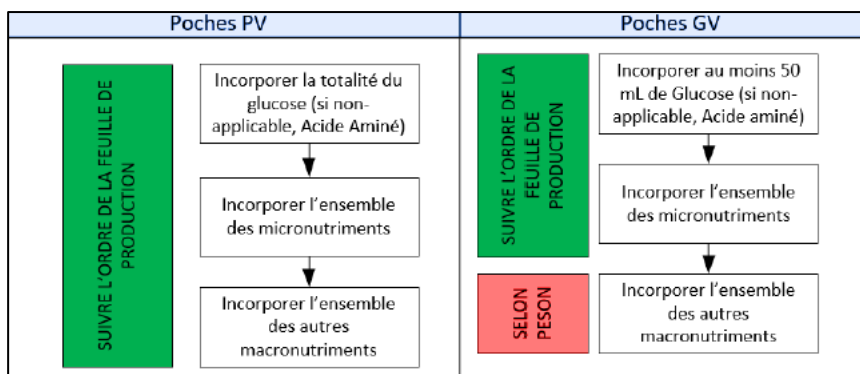 Poches PV
SUIVRE L'ORDRE DE LA FEUILLE DE
PRODUCTION
Incorporer la totalité du
glucose (si non-
applicable, Acide Aminé)
Incorporer l'ensemble
des micronutriments
Incorporer l'ensemble
des autres
macronutriments
Poches GV
SUIVRE L'ORDRE DE LA
FEUILLE DE
PRODUCTION
Incorporer au moins 50
mL de Glucose (si non-
applicable, Acide aminé)
Incorporer l'ensemble
des micronutriments
SELON
PESON
Incorporer l'ensemble
des autres
macronutriments